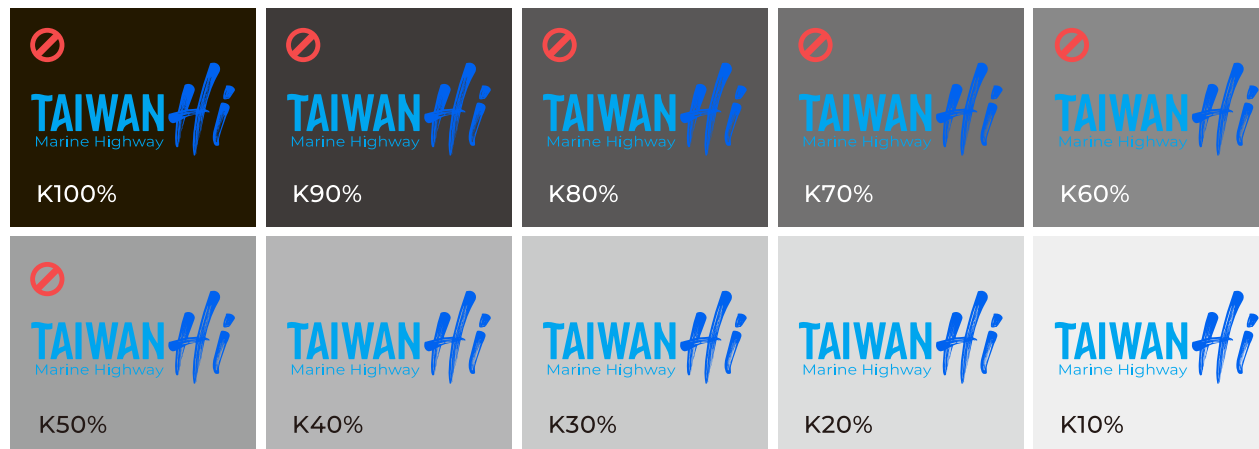 TAIWAN Hi
Marine Highway
K100%
TAIWAN Hi
Marine Highway
K90%
TAIWAN Hi
Marine Highway
K80%
TAIWAN Hi
Marine Highway
K70%
TAIWAN Hi
Marine Highway
K60%
TAIWAN Hi
Marine Highway
K50%
TAIWAN Hi
Marine Highway
K40%
TAIWAN Hi
Marine Highway
K30%
TAIWAN Hi
Marine Highway
K20%
TAIWAN Hi
Marine Highway
K10%